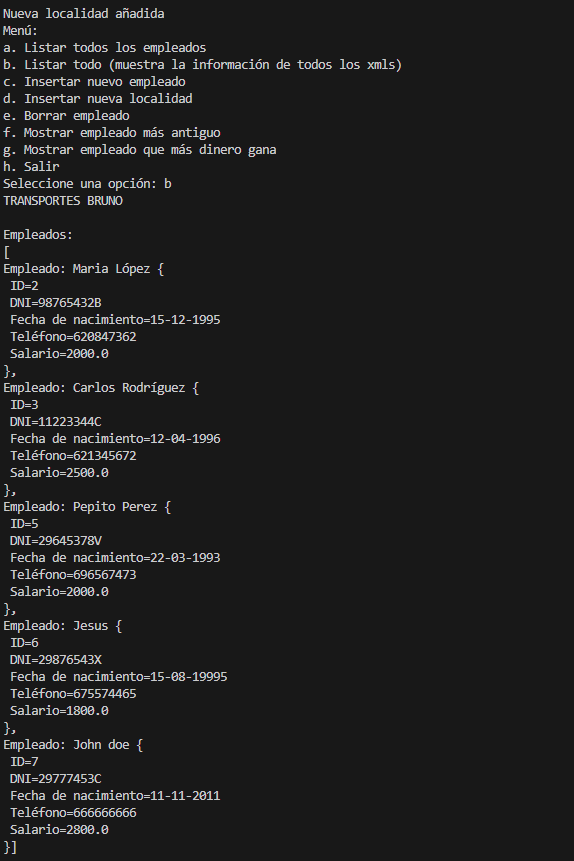 Nueva localidad añadida
Menú:
a. Listar todos los empleados
b. Listar todo (muestra la información de todos los xmls)
c. Insertar nuevo empleado
d. Insertar nueva localidad
e. Borrar empleado
f. Mostrar empleado más antiguo
g. Mostrar empleado que más dinero gana
h. Salir
Seleccione una opción: b
TRANSPORTES BRUNO

Empleados:
[
Empleado: Maria López {
 ID=2
 DNI=98765432B
 Fecha de nacimiento=15-12-1995
 Teléfono=620847362
 Salario=2000.0
},
Empleado: Carlos Rodríguez {
 ID=3
 DNI=11223344C
 Fecha de nacimiento=12-04-1996
 Teléfono=621345672
 Salario=2500.0
},
Empleado: Pepito Perez {
 ID=5
 DNI=29645378V
 Fecha de nacimiento=22-03-1993
 Teléfono=696567473
 Salario=2000.0
},
Empleado: Jesus {
 ID=6
 DNI=29876543X
 Fecha de nacimiento=15-08-19995
 Teléfono=675574465
 Salario=1800.0
},
Empleado: John doe {
 ID=7
 DNI=29777453C
 Fecha de nacimiento=11-11-2011
 Teléfono=666666666
 Salario=2800.0
}]